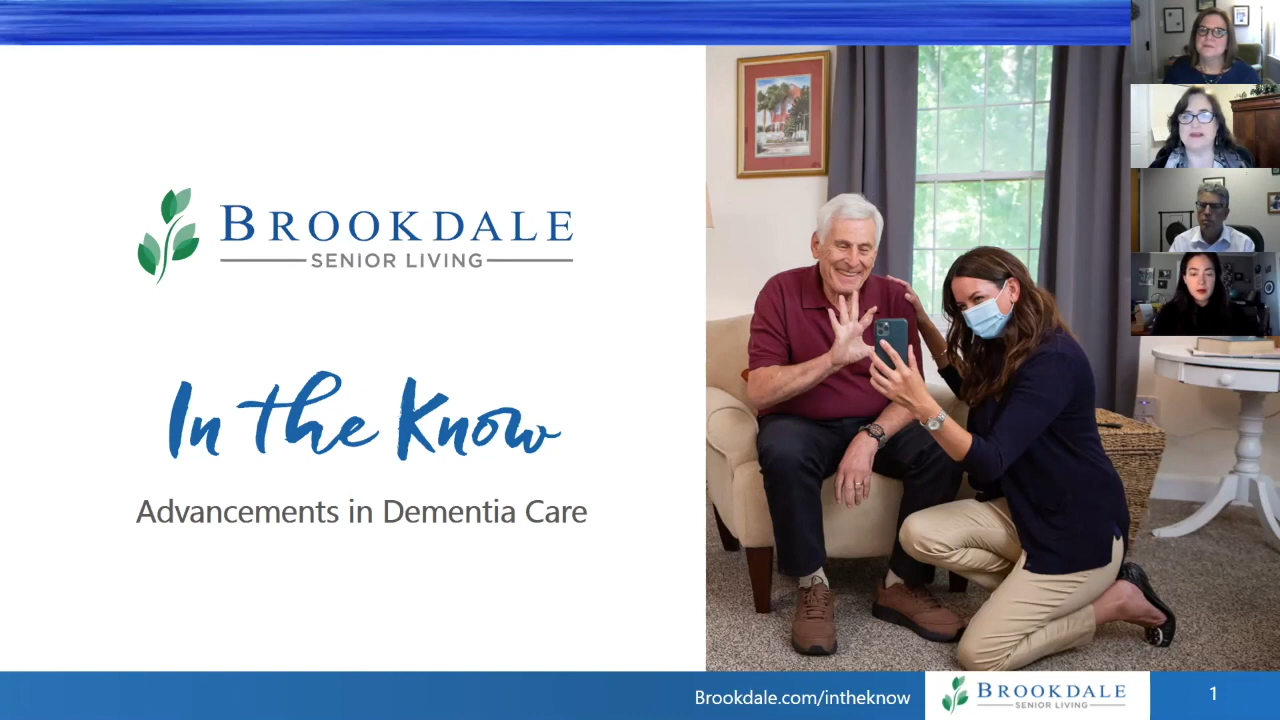 BROOKDALE
SENIOR LIVING
In the Know
Advancements in Dementia Care
Brookdale.com/intheknow
BROOKDALE
SENIOR LIVING
1